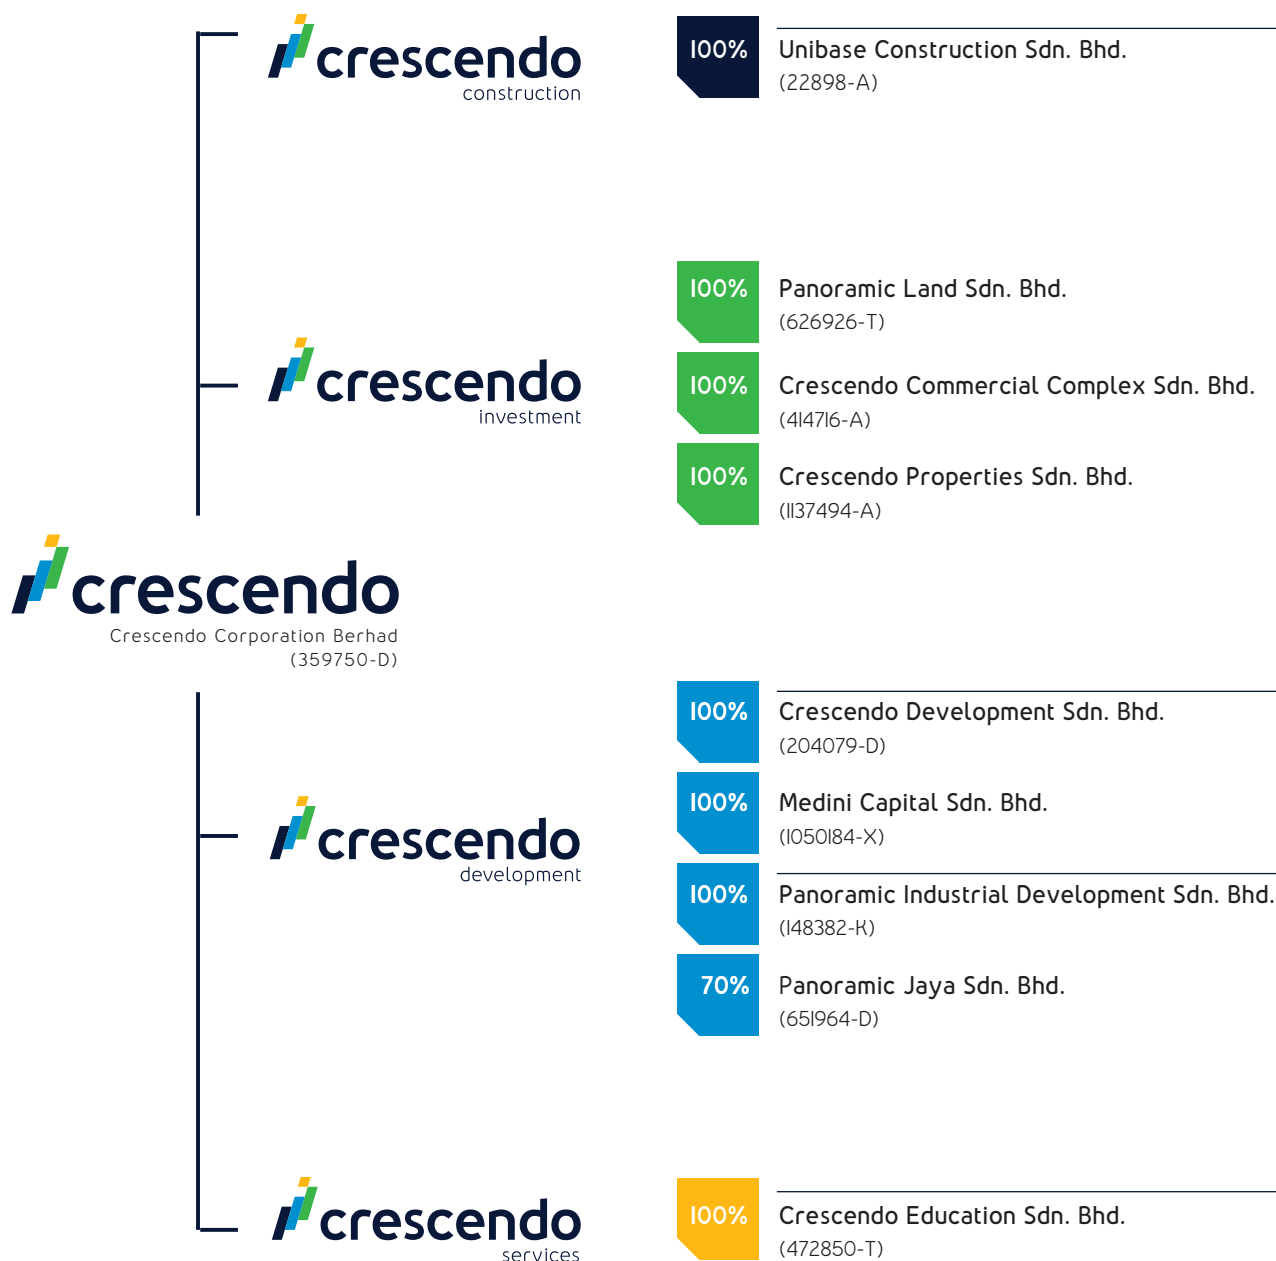 crescendo
construction
100%
Unibase Construction Sdn. Bhd.
(22898-A)
crescendo
investment
100%
Panoramic Land Sdn. Bhd.
(626926-T)
100%
Crescendo Commercial Complex Sdn. Bhd.
(414716-A)
100%
Crescendo Properties Sdn. Bhd.
(1137494-A)
crescendo
Crescendo Corporation Berhad
(359750-D)
crescendo
development
100%
Crescendo Development Sdn. Bhd.
(204079-D)
100%
Medini Capital Sdn. Bhd.
(1050184-X)
100%
Panoramic Industrial Development Sdn. Bhd.
(148382-K)
70%
Panoramic Jaya Sdn. Bhd.
(651964-D)
crescendo
services
100%
Crescendo Education Sdn. Bhd.
(472850-T)